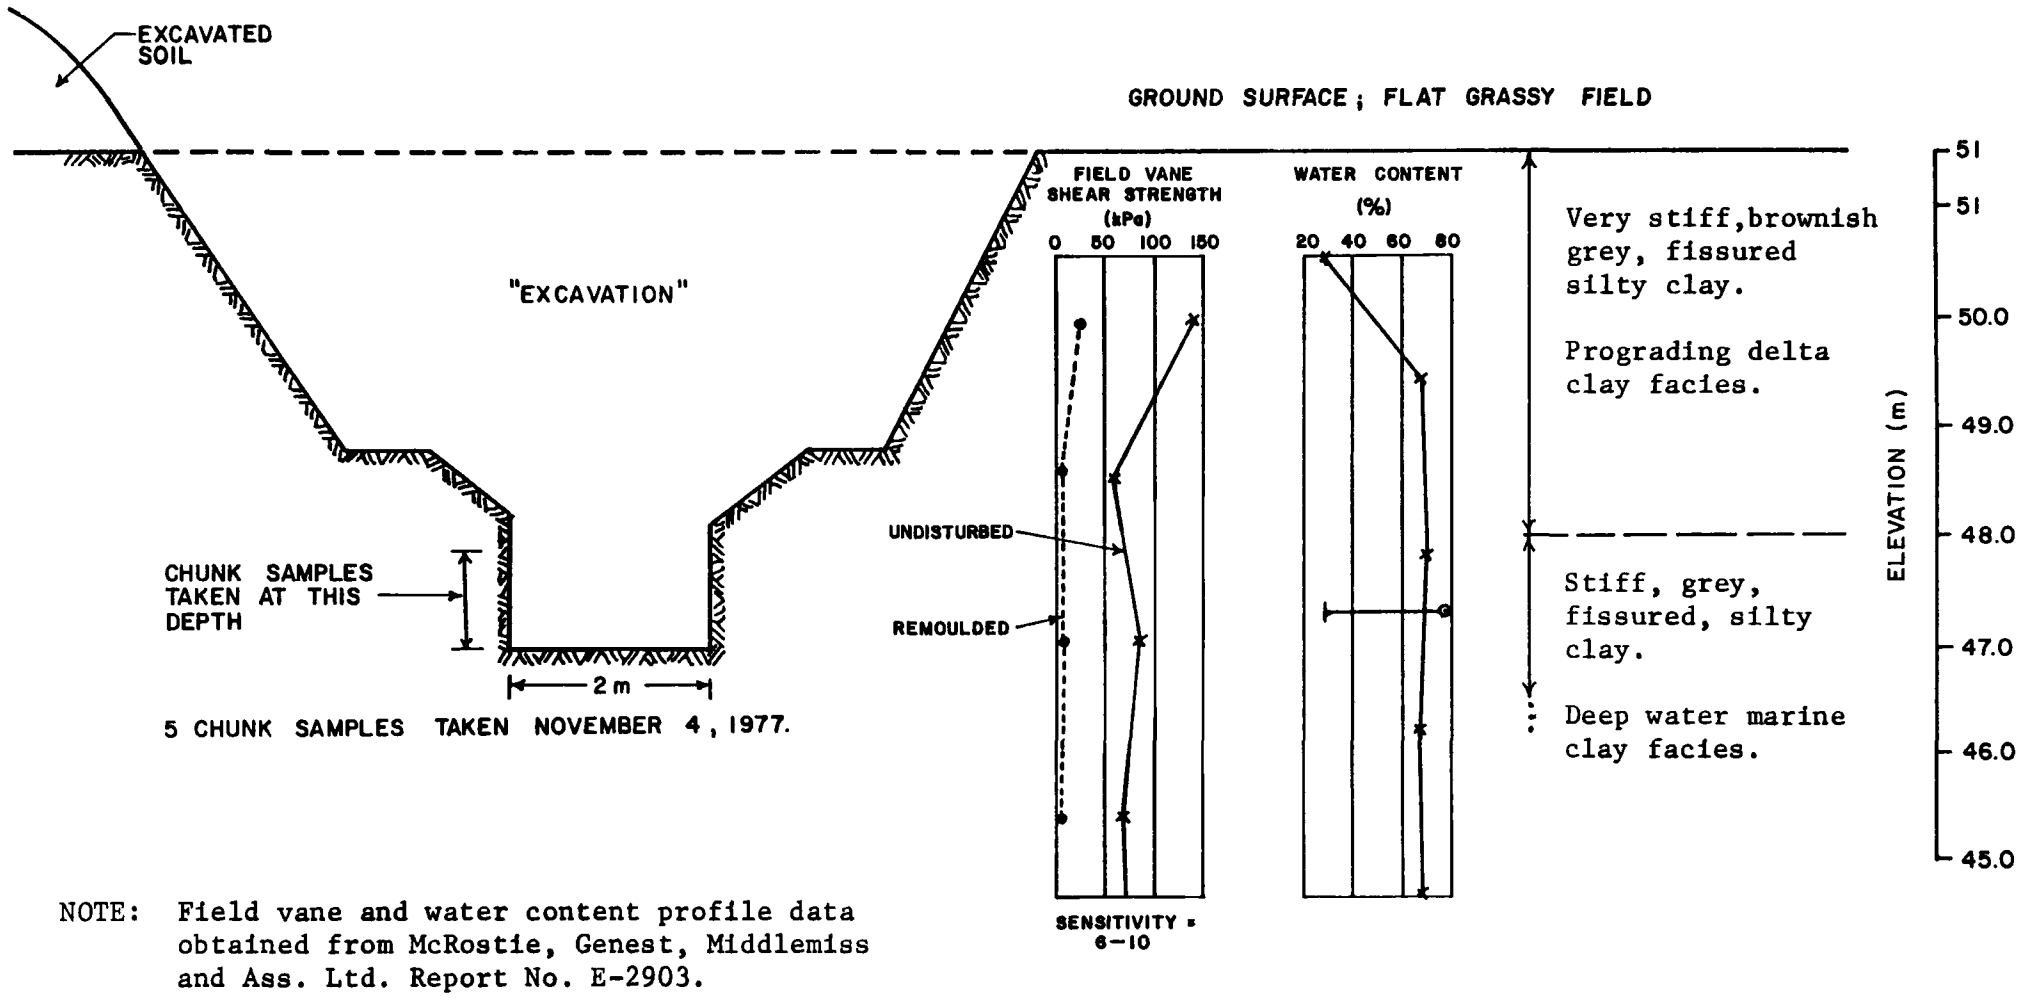 EXCAVATED
SOIL
GROUND SURFACE; FLAT GRASSY FIELD
"EXCAVATION"
FIELD VANE
SHEAR STRENGTH
(kPa)
0 50 100 150
WATER CONTENT
(%)
20 40 60 80
Very stiff, brownish
grey, fissured
silty clay.
Prograding delta
clay facies.
51
51
50.0
49.0
48.0
47.0
46.0
45.0
ELEVATION (m)
UNDISTURBED
REMOULDED
CHUNK SAMPLES
TAKEN AT THIS
DEPTH
2 m
Stiff, grey,
fissured, silty
clay.
Deep water marine
clay facies.
5 CHUNK SAMPLES TAKEN NOVEMBER 4, 1977.
SENSITIVITY =
6-10
NOTE: Field vane and water content profile data
obtained from McRostie, Genest, Middlemiss
and Ass. Ltd. Report No. E-2903.